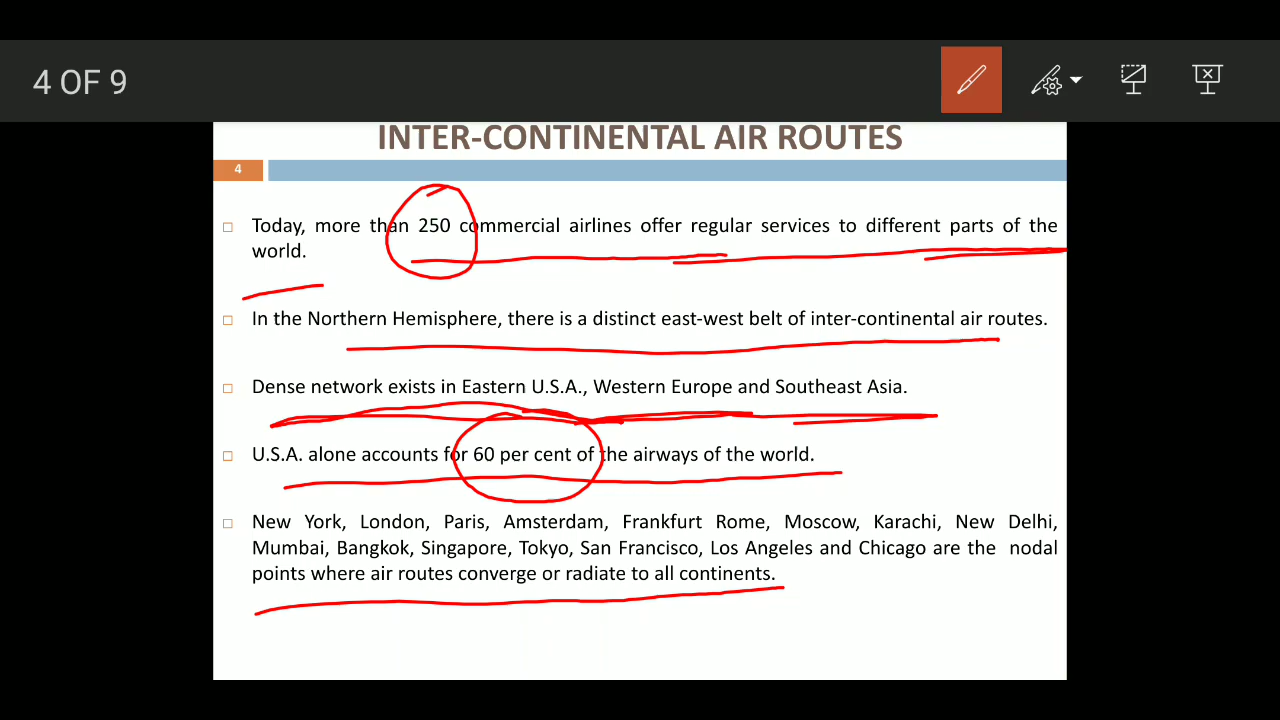 4 OF 9
INTER-CONTINENTAL AIR ROUTES
4
Today, more than 250 commercial airlines offer regular services to different parts of the
world.
In the Northern Hemisphere, there is a distinct east-west belt of inter-continental air routes.
Dense network exists in Eastern U.S.A., Western Europe and Southeast Asia.
U.S.A. alone accounts for 60 per cent of the airways of the world.
New York, London, Paris, Amsterdam, Frankfurt Rome, Moscow, Karachi, New Delhi,
Mumbai, Bangkok, Singapore, Tokyo, San Francisco, Los Angeles and Chicago are the nodal
points where air routes converge or radiate to all continents.